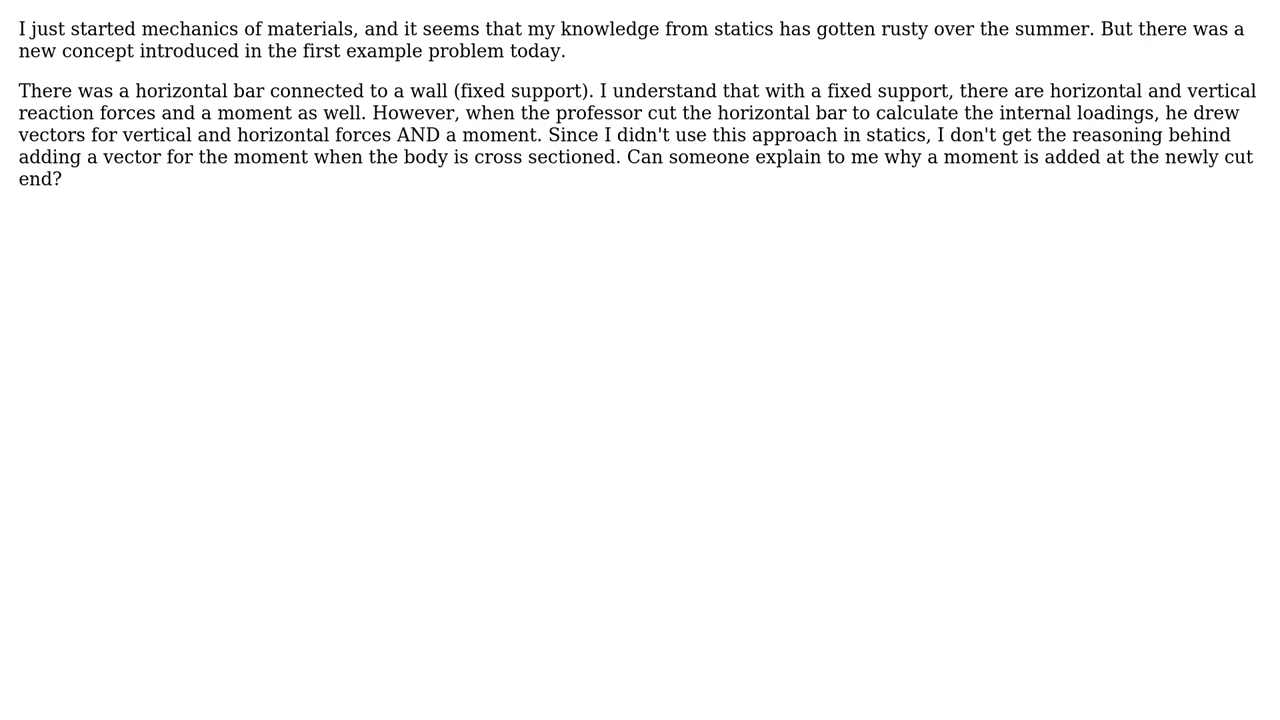 I just started mechanics of materials, and it seems that my knowledge from statics has gotten rusty over the summer. But there was a
new concept introduced in the first example problem today.
There was a horizontal bar connected to a wall (fixed support). I understand that with a fixed support, there are horizontal and vertical
reaction forces and a moment as well. However, when the professor cut the horizontal bar to calculate the internal loadings, he drew
vectors for vertical and horizontal forces AND a moment. Since I didn't use this approach in statics, I don't get the reasoning behind
adding a vector for the moment when the body is cross sectioned. Can someone explain to me why a moment is added at the newly cut
end?